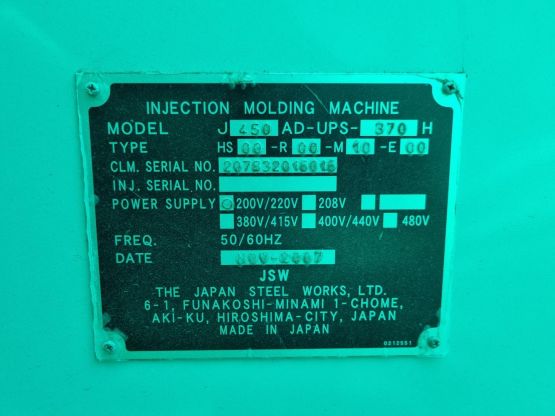 INJECTION MOLDING MACHINE
MODEL J 450 AD-UPS- 370 H
TYPE HS 00 -R 00 -M 10 -E 00
CLM. SERIAL NO.
INJ. SERIAL NO.
POWER SUPPLY 200V/220V 208V
380V/415V 400V/440V 480V
FREQ. 50/60HZ
DATE NOV-2007
JSW
THE JAPAN STEEL WORKS, LTD.
6-1, FUNAKOSHI-MINAMI 1-CHOME,
AKI-KU, HIROSHIMA-CITY, JAPAN
MADE IN JAPAN
0212551